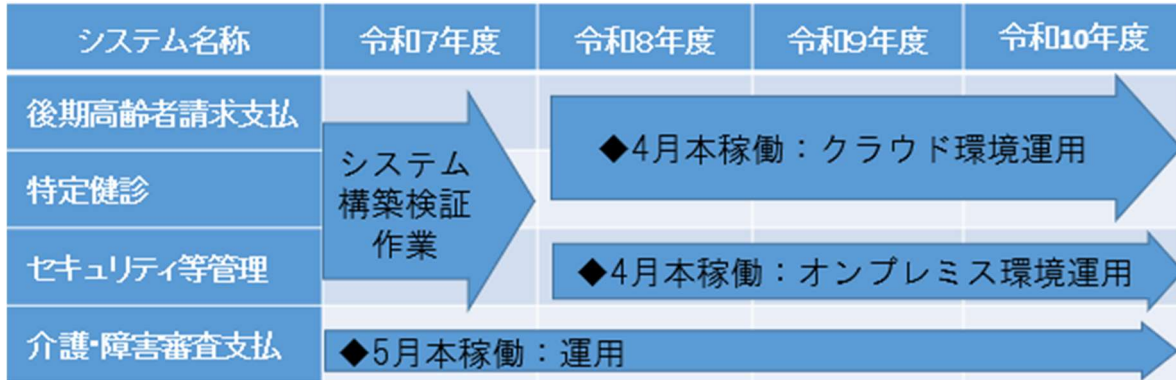 システム名称 令和7年度 令和8年度 令和9年度 令和10年度
後期高齢者請求支払
特定健診
セキュリティ等管理
介護・障害審査支払
システム
構築検証
作業
◆4月本稼働：クラウド環境運用
◆4月本稼働：オンプレミス環境運用
◆5月本稼働：運用